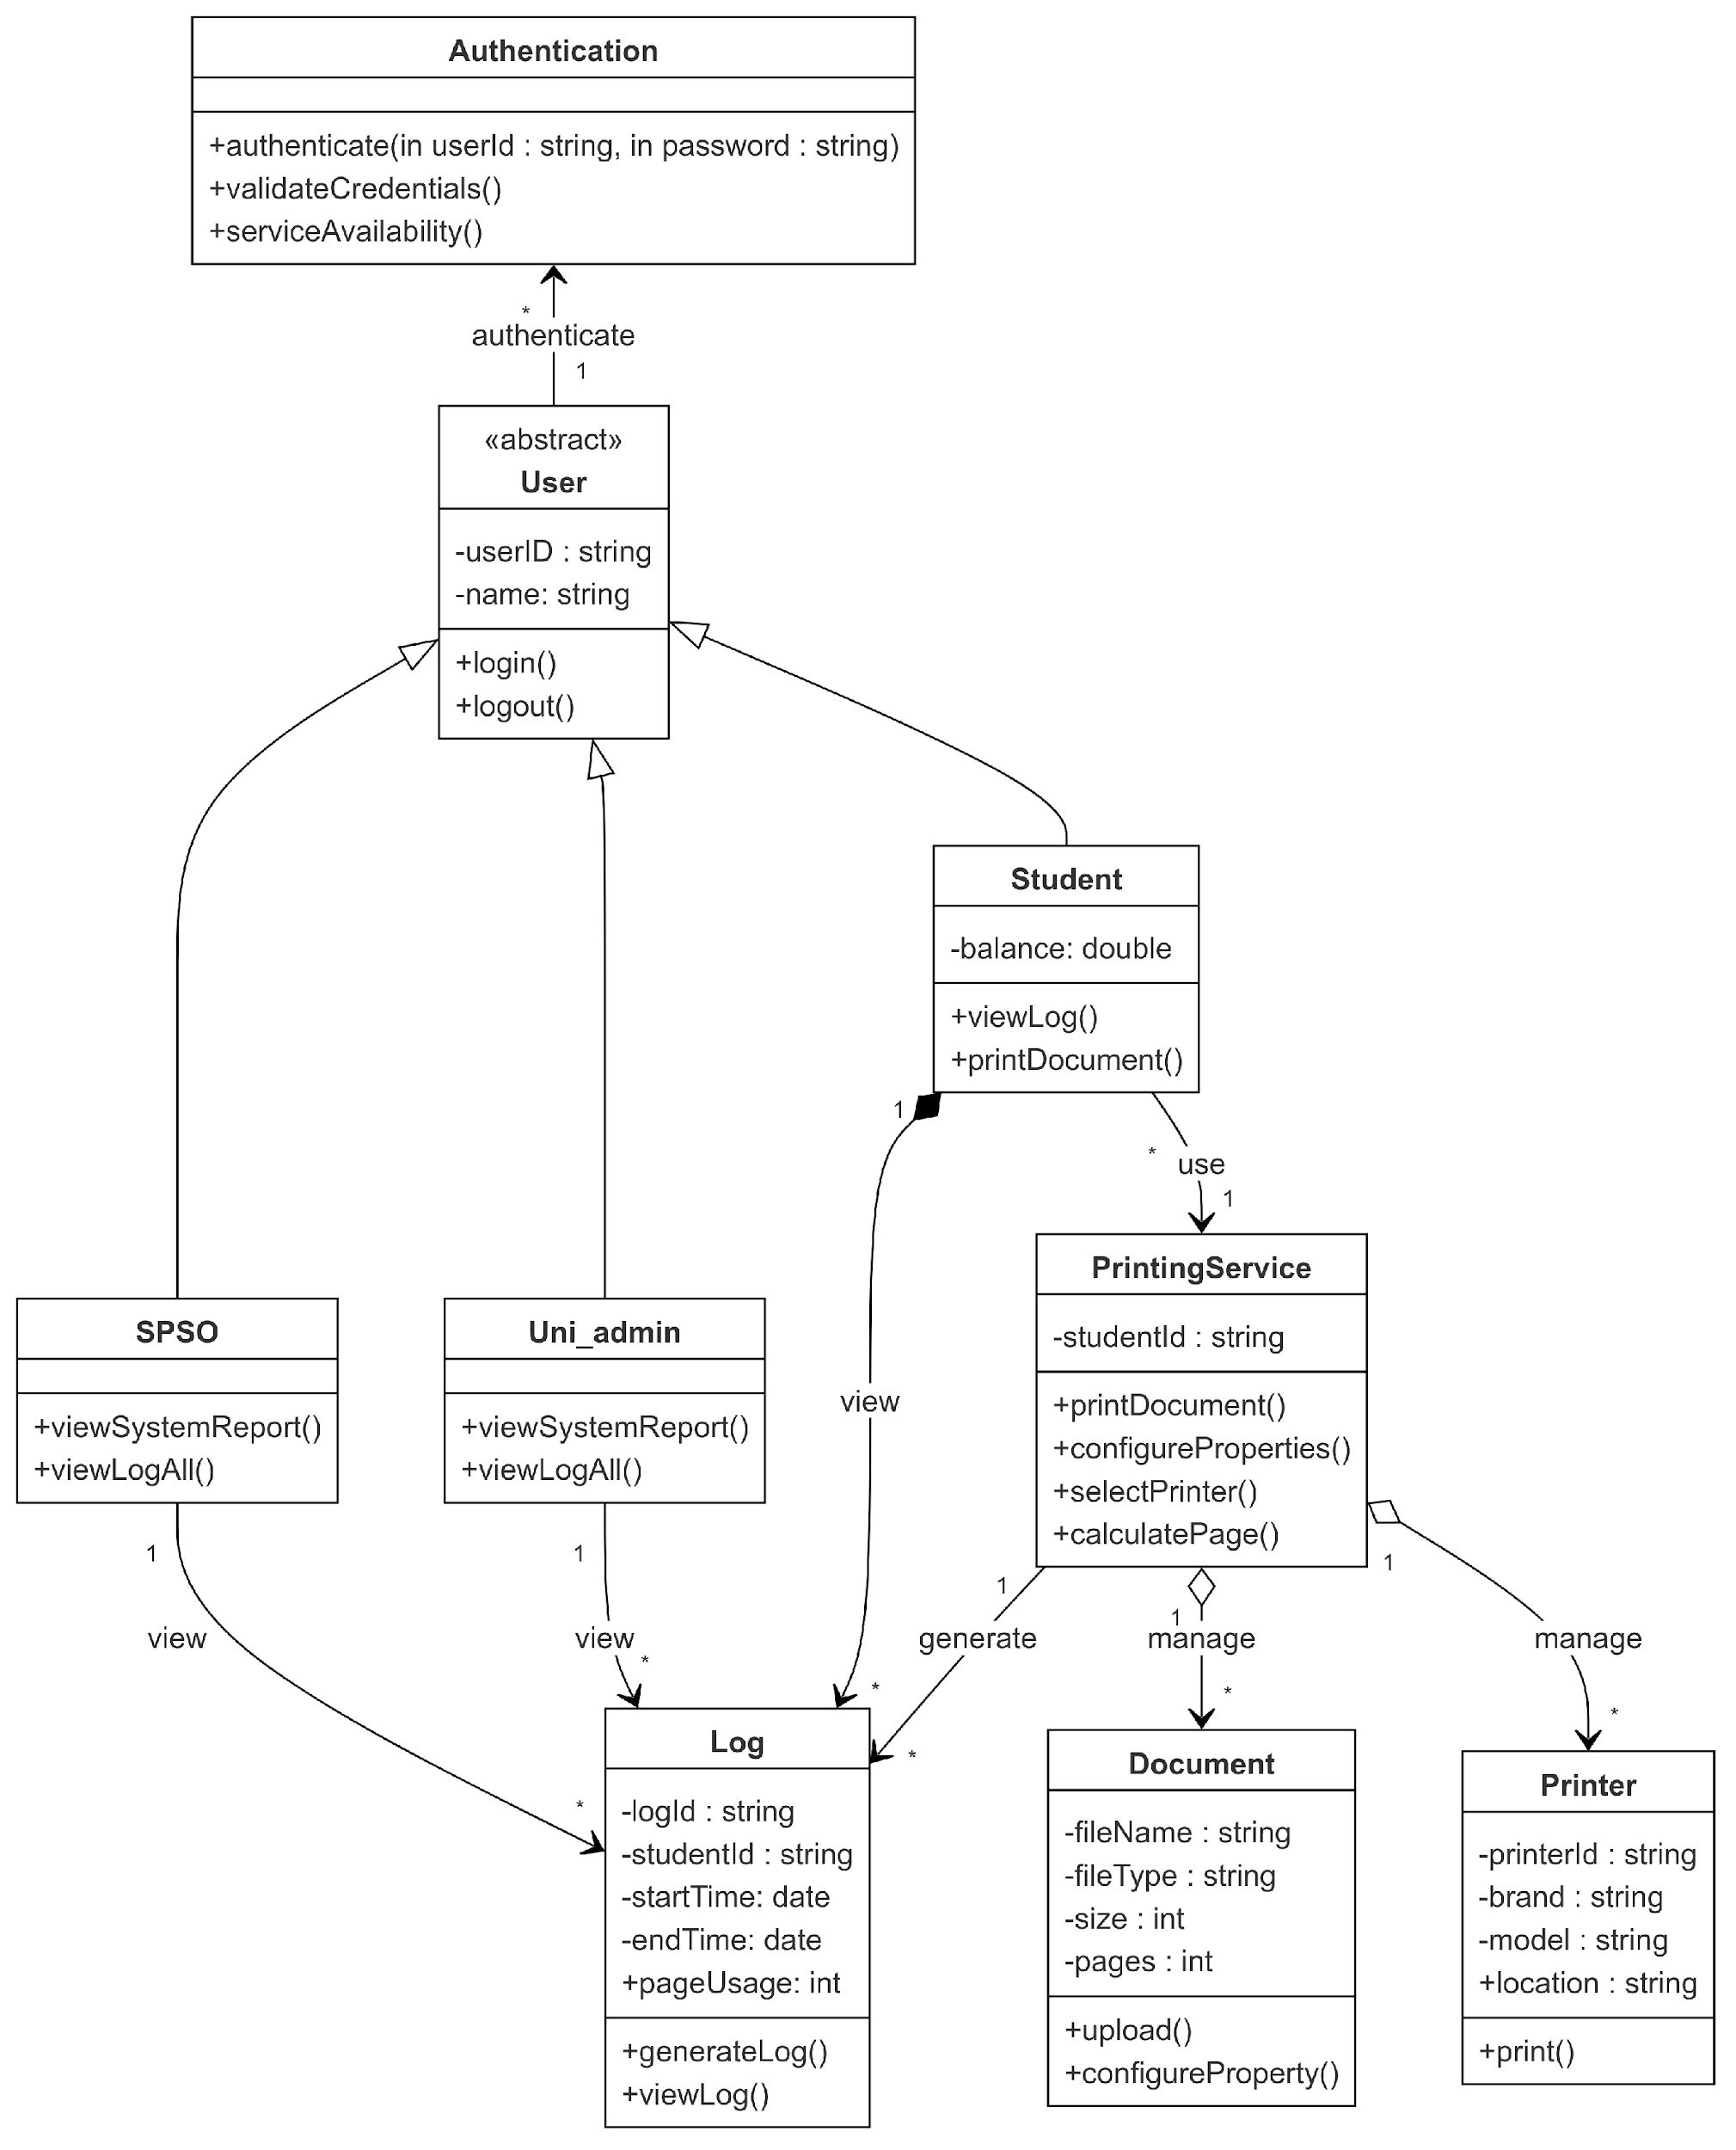 Authentication
+authenticate(in userId : string, in password : string)
+validateCredentials()
+serviceAvailability()
*
authenticate
1
«abstract»
User
-userID : string
-name: string
+login()
+logout()
Student
-balance: double
+viewLog()
+printDocument()
1
*
use
1
PrintingService
-studentId : string
+printDocument()
+configureProperties()
+selectPrinter()
+calculatePage()
SPSO
+viewSystemReport()
+viewLogAll()
Uni_admin
+viewSystemReport()
+viewLogAll()
view
1
1
1
1
1
view
view
generate
manage
manage
*
*
*
*
*
*
Log
-logId : string
-studentId : string
-startTime: date
-endTime: date
+pageUsage: int
+generateLog()
+viewLog()
Document
-fileName : string
-fileType : string
-size : int
-pages : int
+upload()
+configureProperty()
Printer
-printerId : string
-brand : string
-model : string
+location : string
+print()